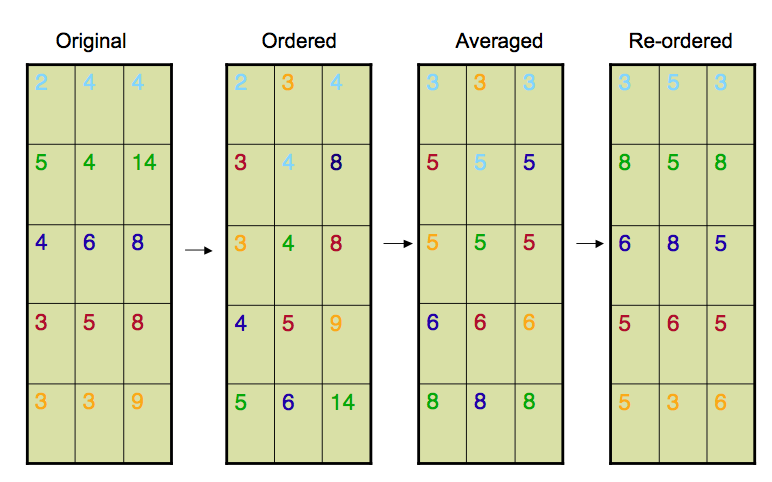 Original Ordered Averaged Re-ordered
2 4 4 2 3 4 3 3 3 3 5 3
5 4 14 3 4 8 5 5 5 8 5 8
4 6 8 3 4 8 5 5 5 6 8 5
3 5 8 4 5 9 6 6 6 5 6 5
3 3 9 5 6 14 8 8 8 5 3 6